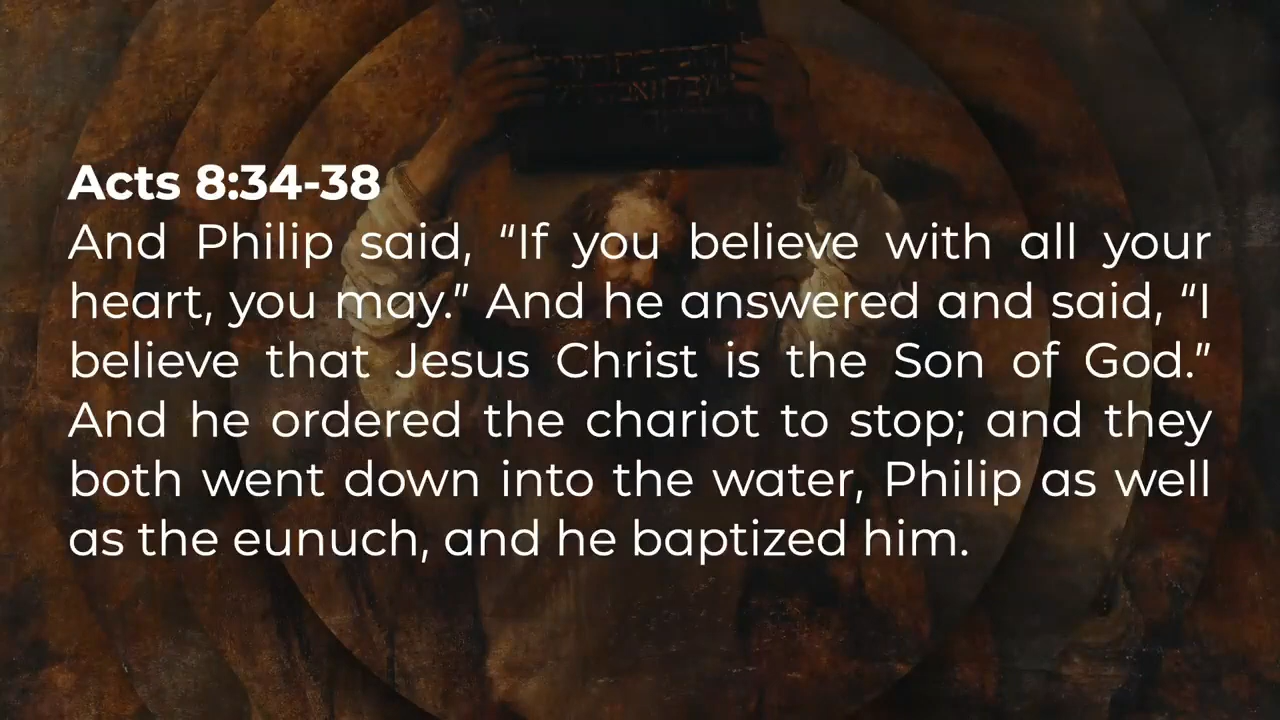 Acts 8:34-38
And Philip said, “If you believe with all your
heart, you may.” And he answered and said, “I
believe that Jesus Christ is the Son of God.”
And he ordered the chariot to stop; and they
both went down into the water, Philip as well
as the eunuch, and he baptized him.